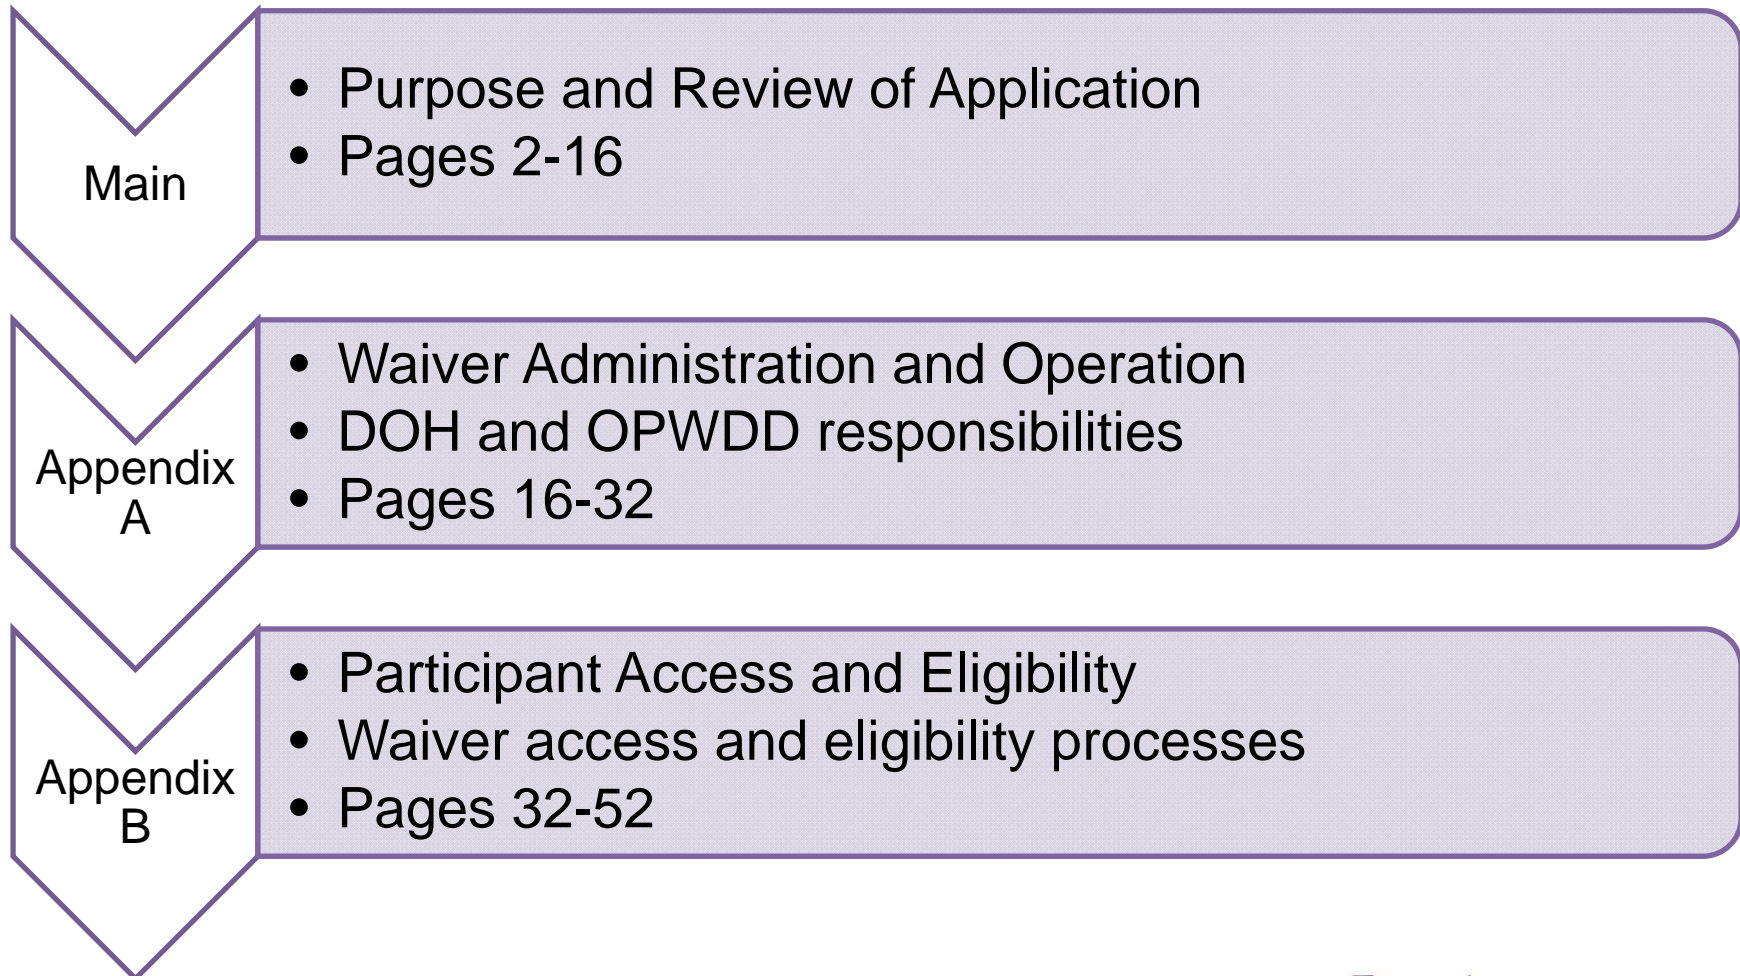 Main
• Purpose and Review of Application
• Pages 2-16
Appendix
A
• Waiver Administration and Operation
• DOH and OPWDD responsibilities
• Pages 16-32
Appendix
B
• Participant Access and Eligibility
• Waiver access and eligibility processes
• Pages 32-52